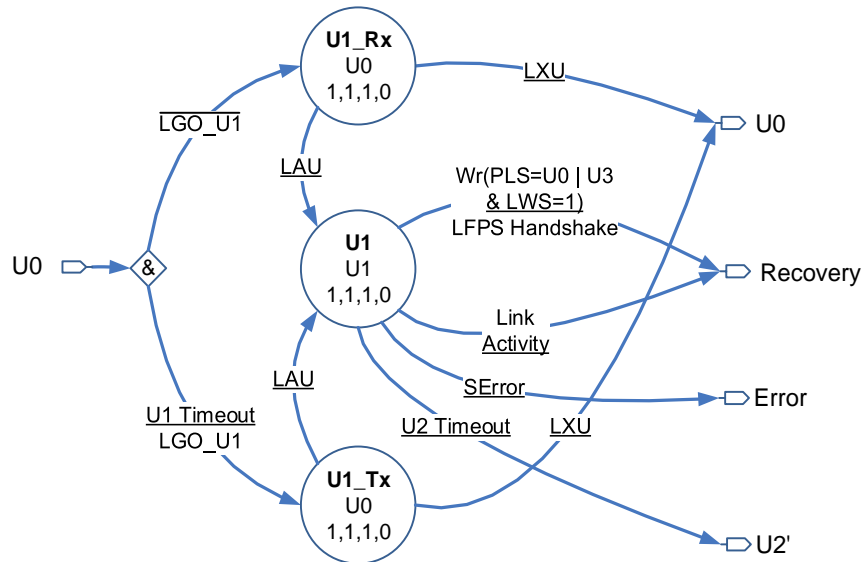 U1_Rx
U0
1,1,1,0
LXU
U0
LGO_U1
LAU
Wr(PLS=U0 | U3
& LWS=1)
LFPS Handshake
U0
&
U1
U1
1,1,1,0
Recovery
Link
Activity
LAU
SError
Error
U1 Timeout
LGO_U1
U2 Timeout
LXU
U1_Tx
U0
1,1,1,0
U2'